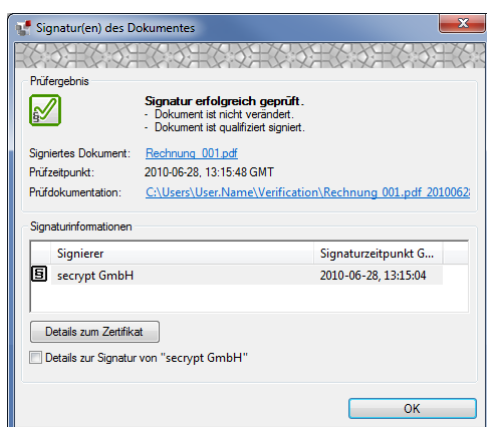 Signatur(en) des Dokumentes
Prüfergebnis
Signatur erfolgreich geprüft.
- Dokument ist nicht verändert.
- Dokument ist qualifiziert signiert.
Signiertes Dokument: Rechnung_001.pdf
Prüfzeitpunkt: 2010-06-28, 13:15:48 GMT
Prüfdokumentation: C:\Users\User.Name\Verification\Rechnung_001.pdf_20100628
Signaturinformationen
Signierer Signaturzeitpunkt G...
secrypt GmbH 2010-06-28, 13:15:04
Details zum Zertifikat
Details zur Signatur von "secrypt GmbH"
OK